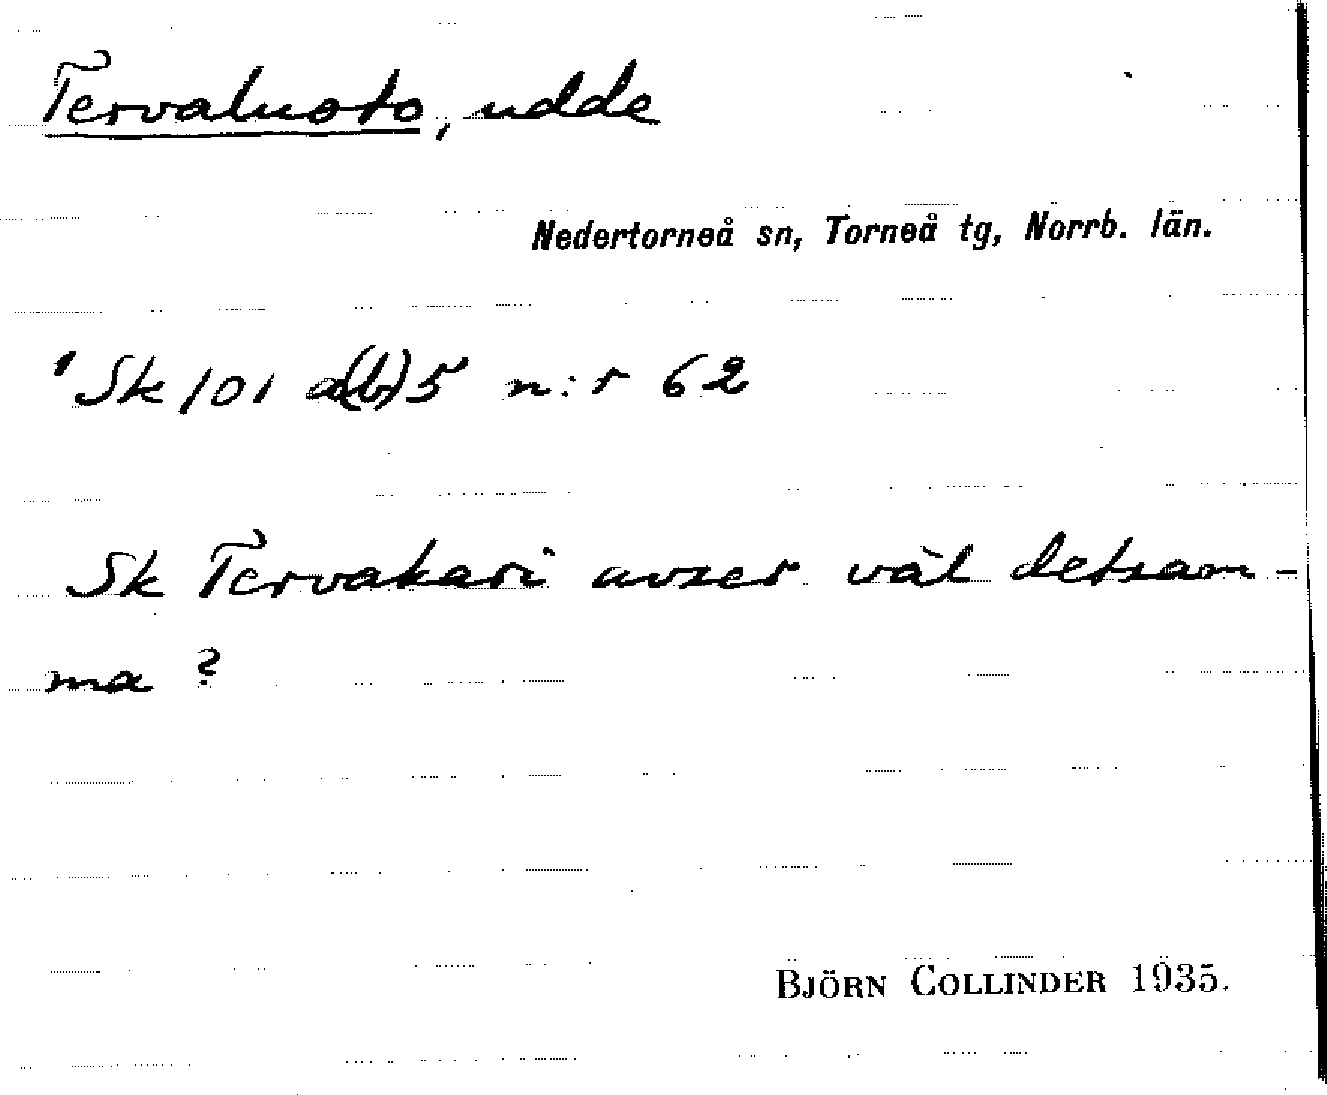 Tervaluoto, udde
Nedertorneå sn, Torneå tg, Norrb. län.
' Sk 101 a(b)5 n:r 62
Sk Tervakari avser väl detsam-
ma ?
BJÖRN COLLINDER 1935.